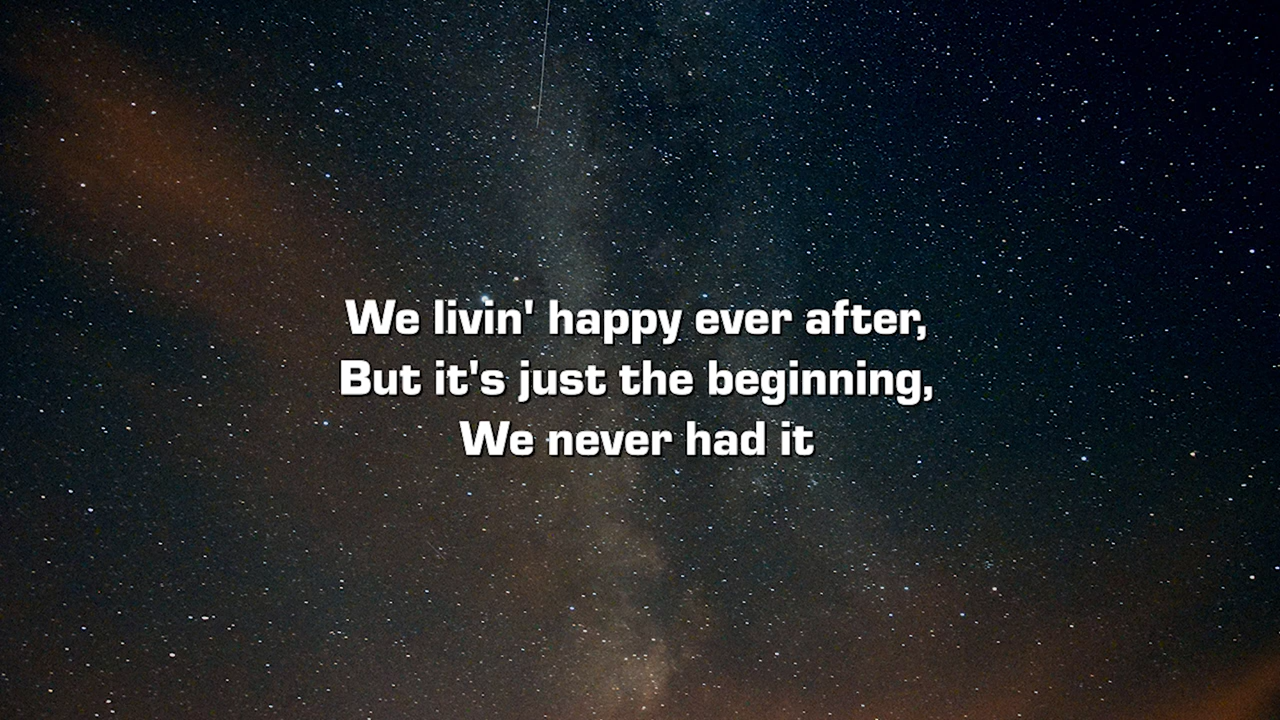 We livin' happy ever after,
But it's just the beginning,
We never had it